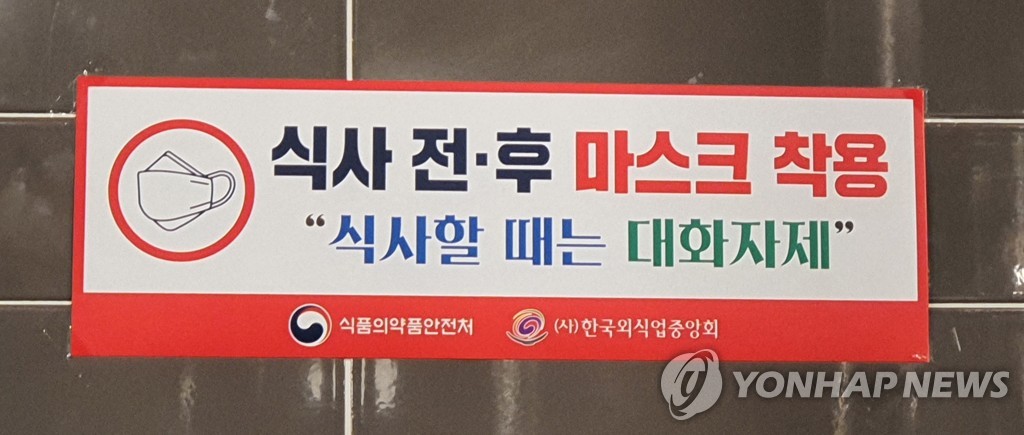 식사 전·후 마스크 착용
“식사할 때는 대화자제”
식품의약품안전처 (사)한국외식업중앙회
YONHAP NEWS